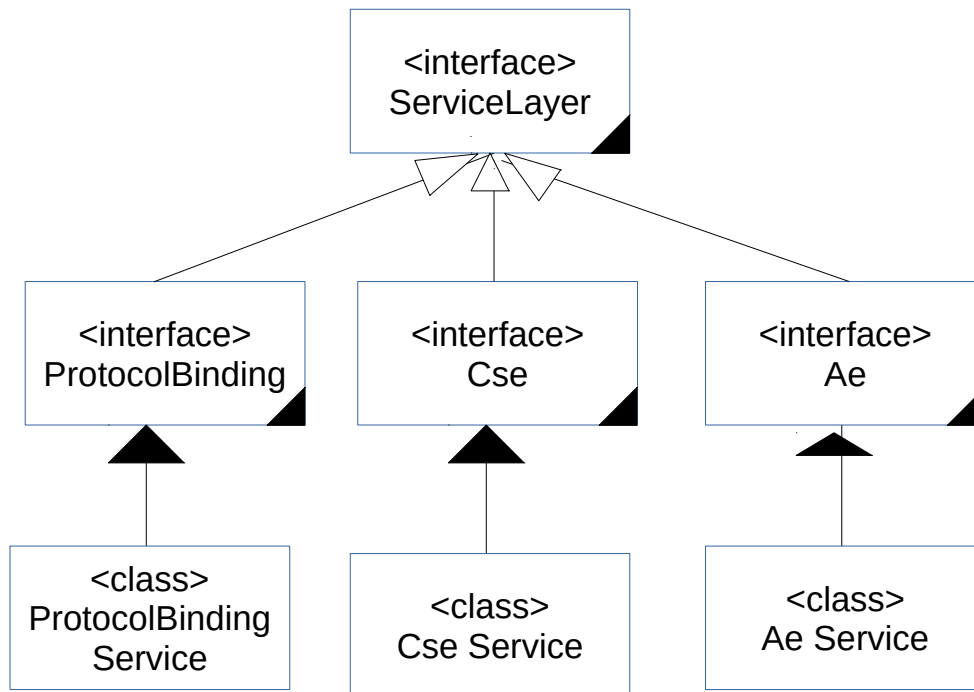 <interface>
ServiceLayer
<interface>
ProtocolBinding
<interface>
Cse
<interface>
Ae
<class>
ProtocolBinding
Service
<class>
Cse Service
<class>
Ae Service